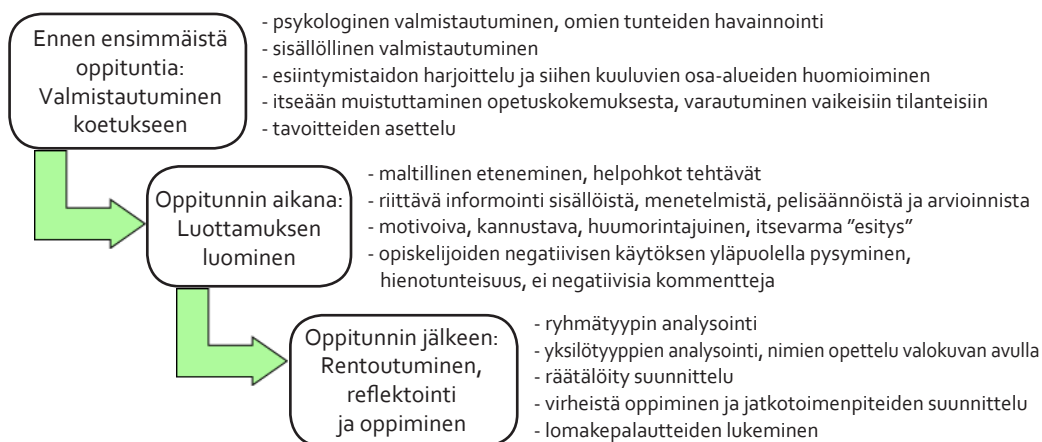 Ennen ensimmäistä
oppituntia:
Valmistautuminen
koetukseen
- psykologinen valmistautuminen, omien tunteiden havainnointi
- sisällöllinen valmistautuminen
- esiintymistaidon harjoittelu ja siihen kuuluvien osa-alueiden huomioiminen
- itseään muistuttaminen opetuskokemuksesta, varautuminen vaikeisiin tilanteisiin
- tavoitteiden asettelu
Oppitunnin aikana:
Luottamuksen
luominen
- maltillinen eteneminen, helpohkot tehtävät
- riittävä informointi sisällöistä, menetelmistä, pelisäännöistä ja arvioinnista
- motivoiva, kannustava, huumorintajuinen, itsevarma ”esitys”
- opiskelijoiden negatiivisen käytöksen yläpuolella pysyminen,
hienotunteisuus, ei negatiivisia kommentteja
Oppitunnin jälkeen:
Rentoutuminen,
reflektointi
ja oppiminen
- ryhmätyypin analysointi
- yksilötyyppien analysointi, nimien opettelu valokuvan avulla
- räätälöity suunnittelu
- virheistä oppiminen ja jatkotoimenpiteiden suunnittelu
- lomakepalautteiden lukeminen